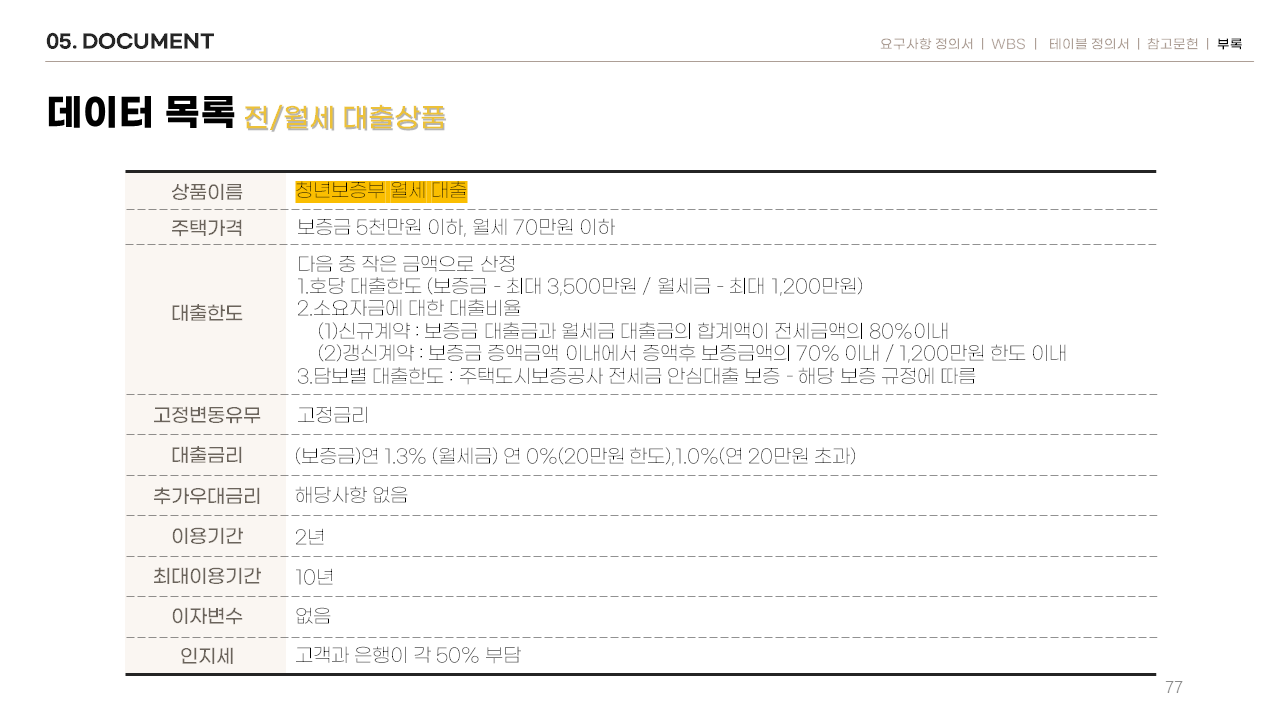 05. DOCUMENT
요구사항 정의서 | WBS | 테이블 정의서 | 참고문헌 | 부록
데이터 목록 전/월세 대출상품
상품이름 청년보증부 월세 대출
주택가격 보증금 5천만원 이하, 월세 70만원 이하
대출한도
다음 중 작은 금액으로 산정
1.호당 대출한도 (보증금 - 최대 3,500만원 / 월세금 - 최대 1,200만원)
2.소요자금에 대한 대출비율
(1)신규계약 : 보증금 대출금과 월세금 대출금의 합계액이 전세금액의 80%이내
(2)갱신계약 : 보증금 증액금액 이내에서 증액후 보증금액의 70% 이내 / 1,200만원 한도 이내
3.담보별 대출한도 : 주택도시보증공사 전세금 안심대출 보증 - 해당 보증 규정에 따름
고정변동유무 고정금리
대출금리 (보증금)연 1.3% (월세금) 연 0%(20만원 한도),1.0%(연 20만원 초과)
추가우대금리 해당사항 없음
이용기간 2년
최대이용기간 10년
이자변수 없음
인지세 고객과 은행이 각 50% 부담
77